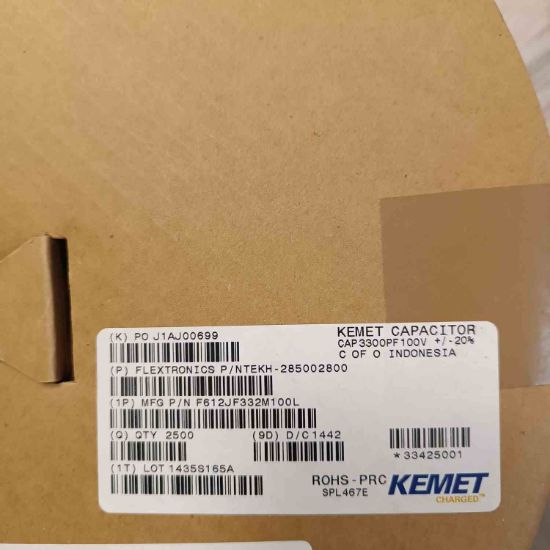 (K) PO J1AJ00699
KEMET CAPACITOR
CAP3300PF100V +/-20%
C OF O INDONESIA
(P) FLEXTRONICS P/NTEKH-285002800
(1P) MFG P/N F612JF332M100L
(Q) QTY 2500
(9D) D/C1442
*33425001
(1T) LOT 1435S165A
ROHS-PRC
SPL467E
KEMET
CHARGED.™